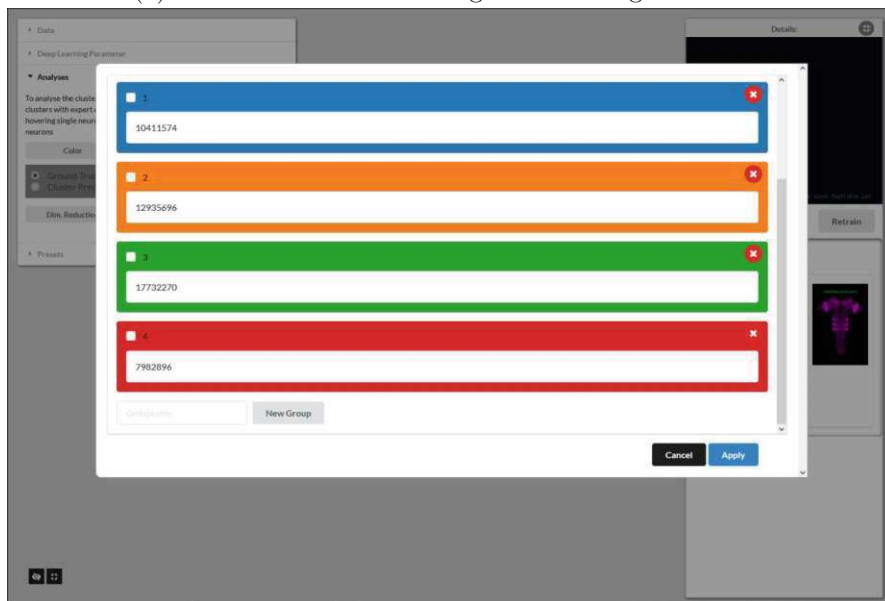 Details:
Data
Deep Learning Parameter
Analyses
To analyse the cluste
clusters with expert
hovering single neur
neurons
Color
Ground Tru
Cluster Pre
Dim. Reductio
Presets
1
10411574
2
12935696
3
17732270
4
7982896
New Group
Cancel
Apply
Retrain